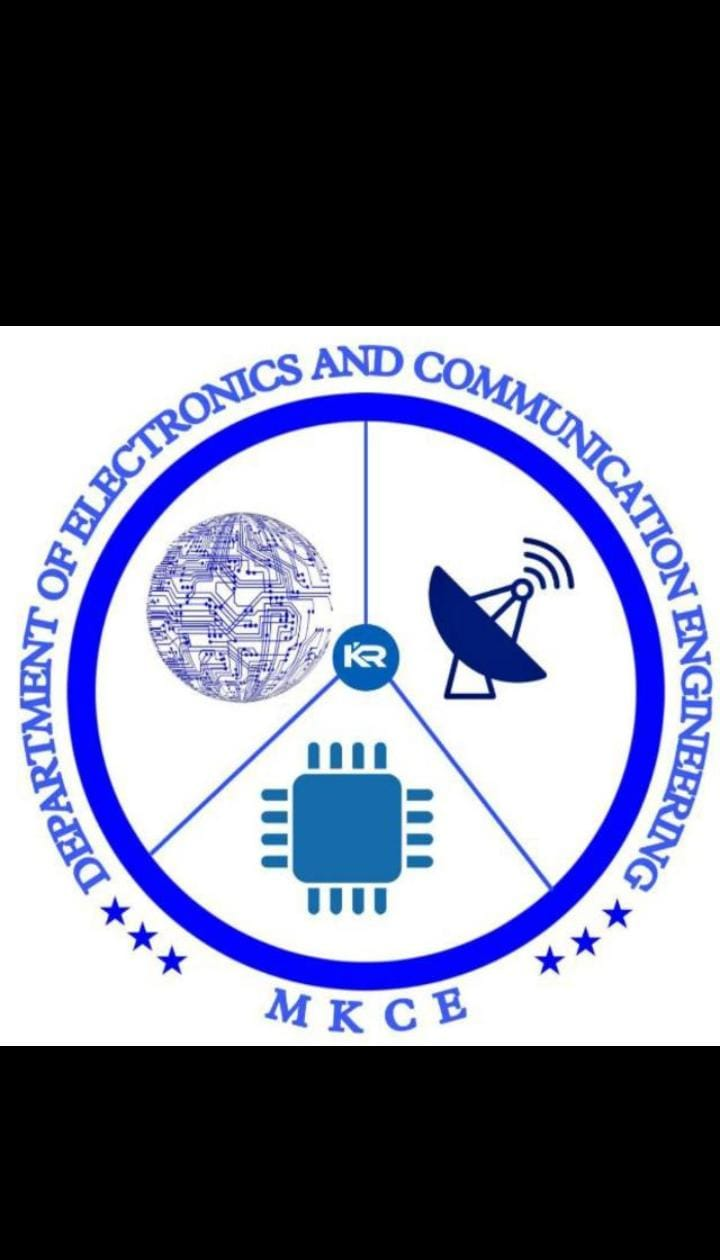 DEPARTMENT OF ELECTRONICS AND COMMUNICATION ENGINEERING
KR
MKCE